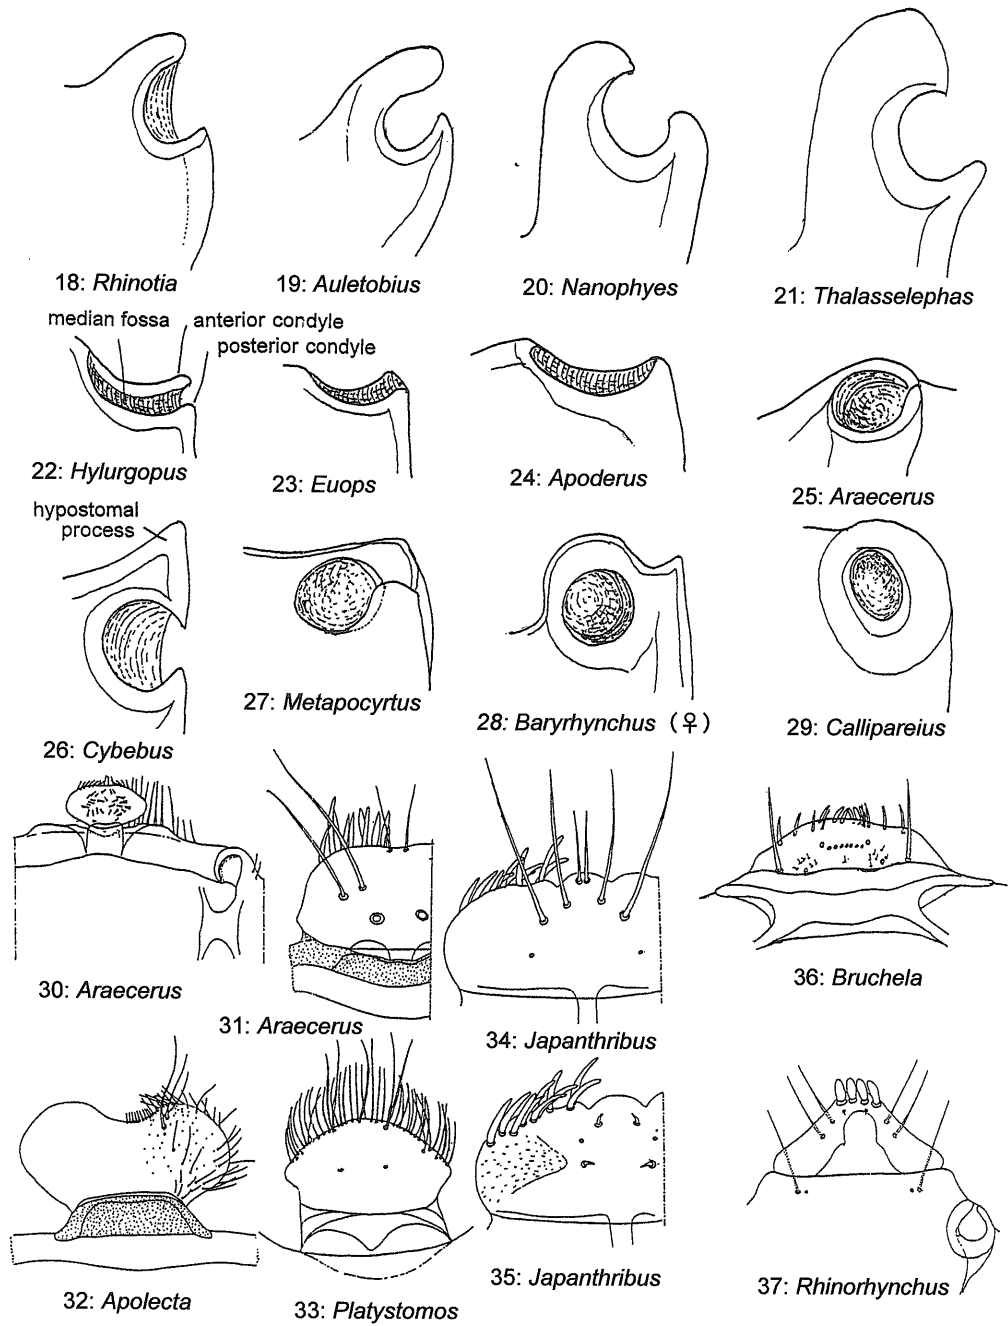 18: Rhinotia
19: Auletobius
20: Nanophyes
21: Thalasselephas
median fossa
anterior condyle
posterior condyle
22: Hylurgopus
23: Euops
24: Apoderus
25: Araecerus
hypostomal
process
26: Cybebus
27: Metapocyrtus
28: Baryrhynchus (♀)
29: Callipareius
30: Araecerus
31: Araecerus
34: Japanthribus
36: Bruchela
32: Apolecta
33: Platystomos
35: Japanthribus
37: Rhinorhynchus